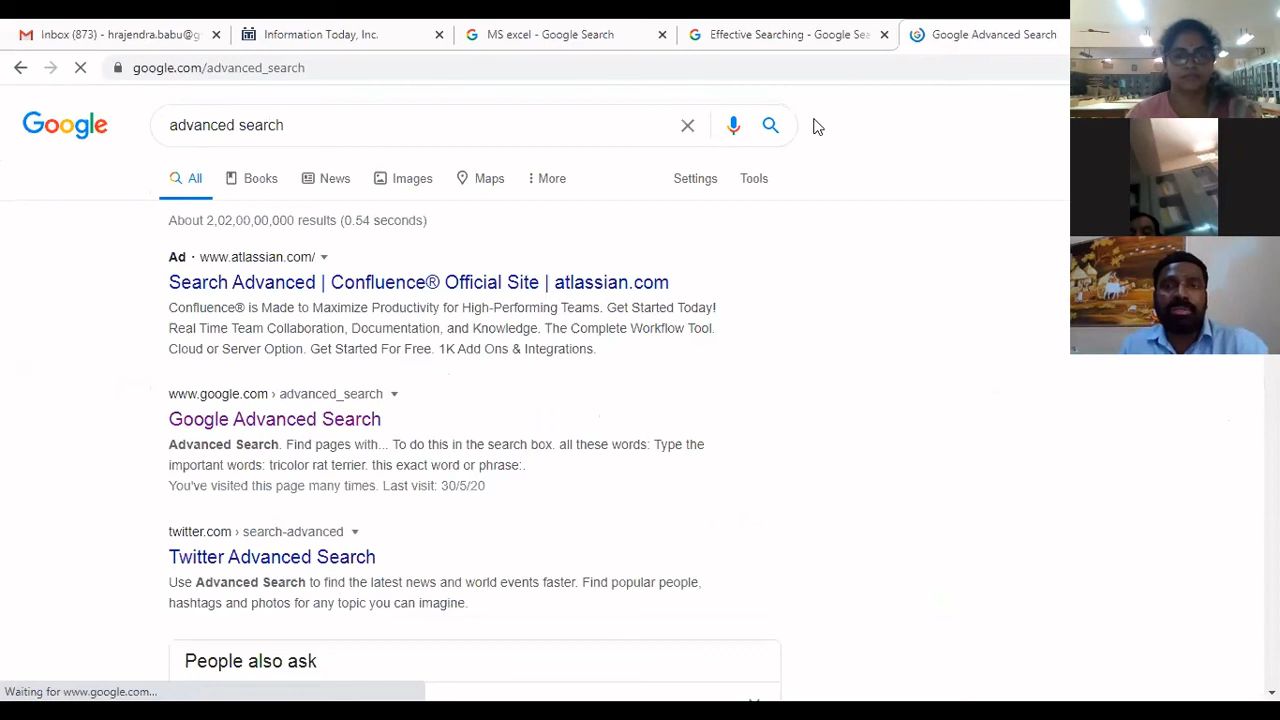 Inbox (873) - hrajendra.babu@g
Information Today, Inc.
MS excel - Google Search
Effective Searching - Google Sea
Google Advanced Search
google.com/advanced_search
Google
advanced search
All
Books
News
Images
Maps
More
Settings
Tools
About 2,02,00,00,000 results (0.54 seconds)
Ad · www.atlassian.com/
Search Advanced | Confluence® Official Site | atlassian.com
Confluence® is Made to Maximize Productivity for High-Performing Teams. Get Started Today!
Real Time Team Collaboration, Documentation, and Knowledge. The Complete Workflow Tool.
Cloud or Server Option. Get Started For Free. 1K Add Ons & Integrations.
www.google.com › advanced_search
Google Advanced Search
Advanced Search. Find pages with... To do this in the search box. all these words: Type the
important words: tricolor rat terrier. this exact word or phrase:.
You've visited this page many times. Last visit: 30/5/20
twitter.com › search-advanced
Twitter Advanced Search
Use Advanced Search to find the latest news and world events faster. Find popular people,
hashtags and photos for any topic you can imagine.
People also ask
Waiting for www.google.com...